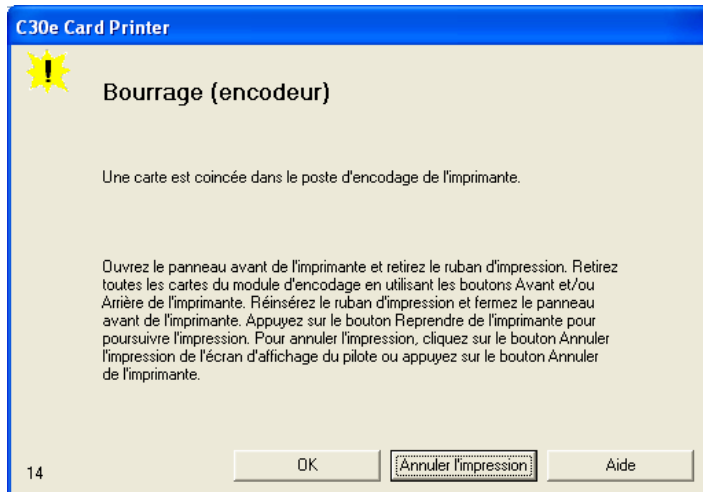 C30e Card Printer
Bourrage (encodeur)
Une carte est coincée dans le poste d'encodage de l'imprimante.
Ouvrez le panneau avant de l'imprimante et retirez le ruban d'impression. Retirez
toutes les cartes du module d'encodage en utilisant les boutons Avant et/ou
Arrière de l'imprimante. Réinsérez le ruban d'impression et fermez le panneau
avant de l'imprimante. Appuyez sur le bouton Reprendre de l'imprimante pour
poursuivre l'impression. Pour annuler l'impression, cliquez sur le bouton Annuler
l'impression de l'écran d'affichage du pilote ou appuyez sur le bouton Annuler
de l'imprimante.
14
OK
Annuler l'impression
Aide